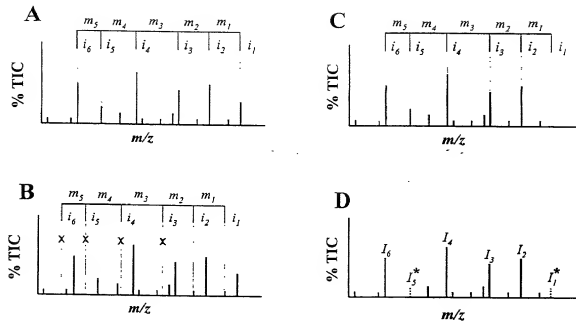 A
m5 m4 m3 m2 m1
i6 i5 i4 i3 i2 i1
% TIC
m/z
C
m5 m4 m3 m2 m1
i6 i5 i4 i3 i2 i1
% TIC
m/z
B
m5 m4 m3 m2 m1
i6 i5 i4 i3 i2 i1
x x x x
% TIC
m/z
D
I6 I5* I4 I3 I2 I1*
% TIC
m/z